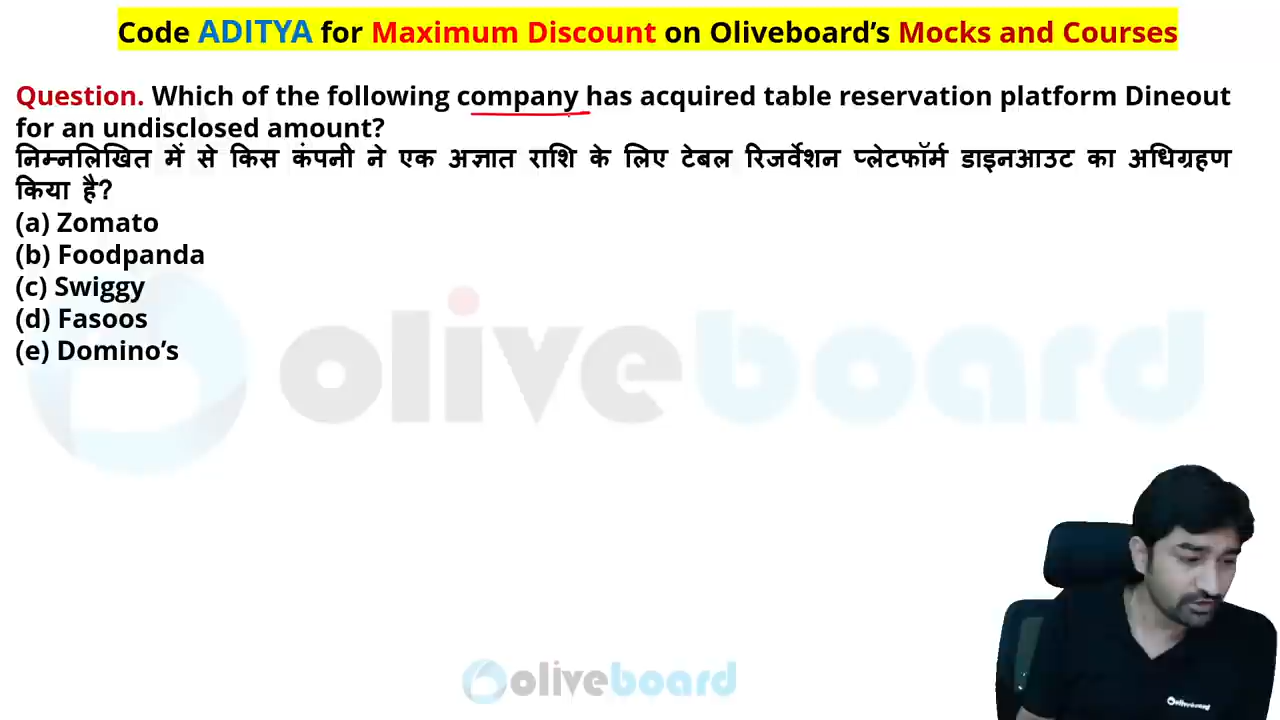 Code ADITYA for Maximum Discount on Oliveboard’s Mocks and Courses
Question. Which of the following company has acquired table reservation platform Dineout
for an undisclosed amount?
निम्नलिखित में से किस कंपनी ने एक अज्ञात राशि के लिए टेबल रिजर्वेशन प्लेटफॉर्म डाइनआउट का अधिग्रहण
किया है?
(a) Zomato
(b) Foodpanda
(c) Swiggy
(d) Fasoos
(e) Domino’s
oliveboard
oliveboard
oliveboard